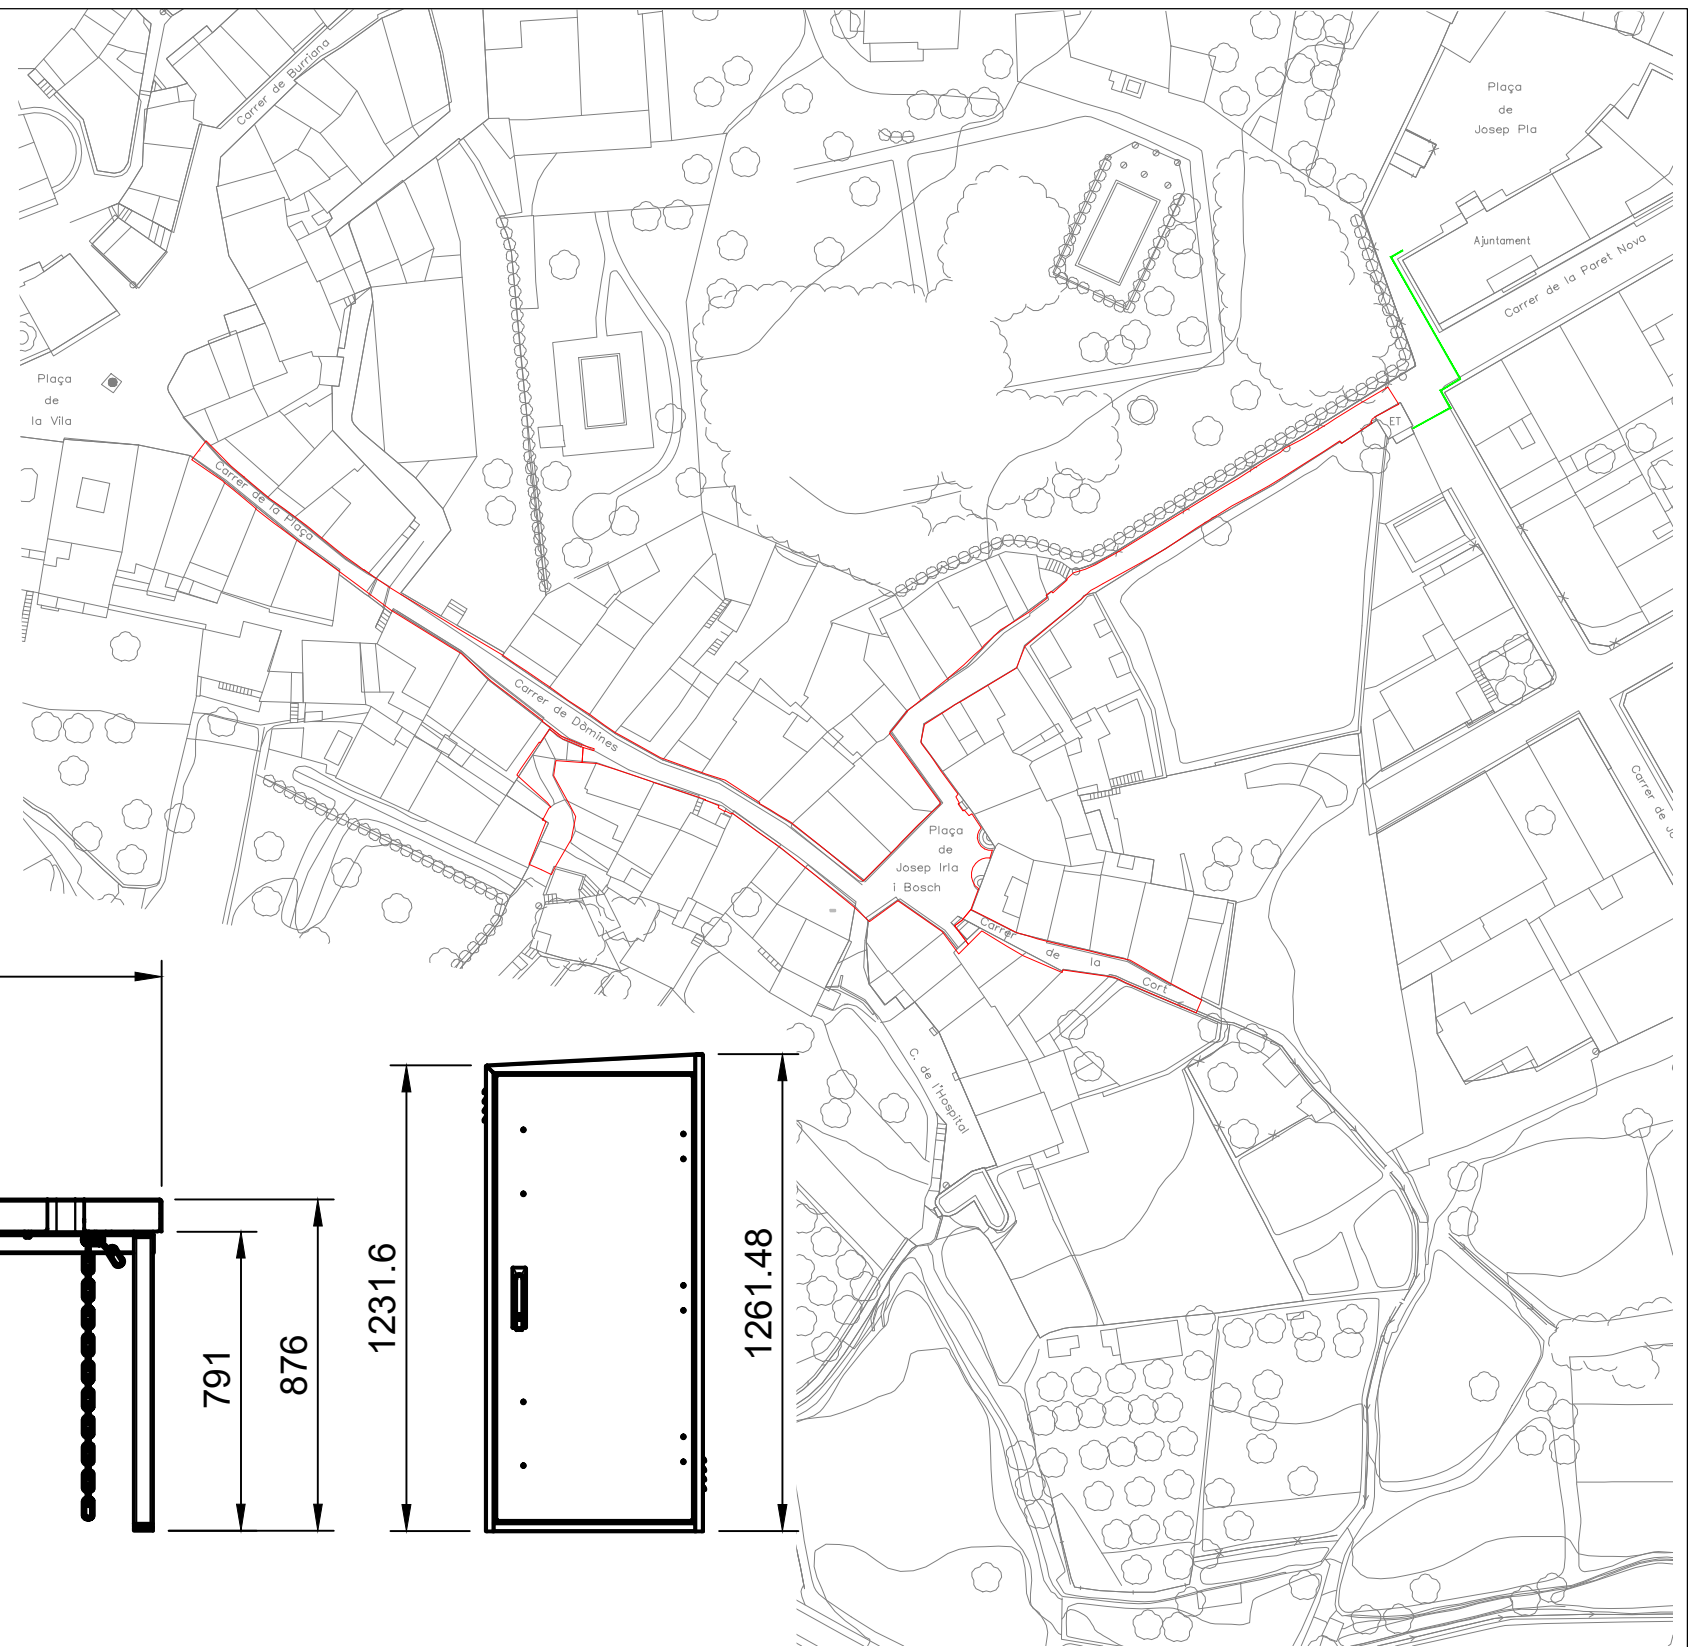 Carrer de Burriana
Plaça
de
Josep Pla
Ajuntament
Carrer de la Paret Nova
Plaça
de
la Vila
ET
Carrer de la Plaça
Carrer de Dòmines
Carrer de
Plaça
de
Josep Irla
i Bosch
Carrer
de
la
Cort
C. de l'Hospital
1231.6
1261.48
791
876